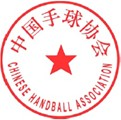 中国手球协会
CHINESE HANDBALL ASSOCIATION